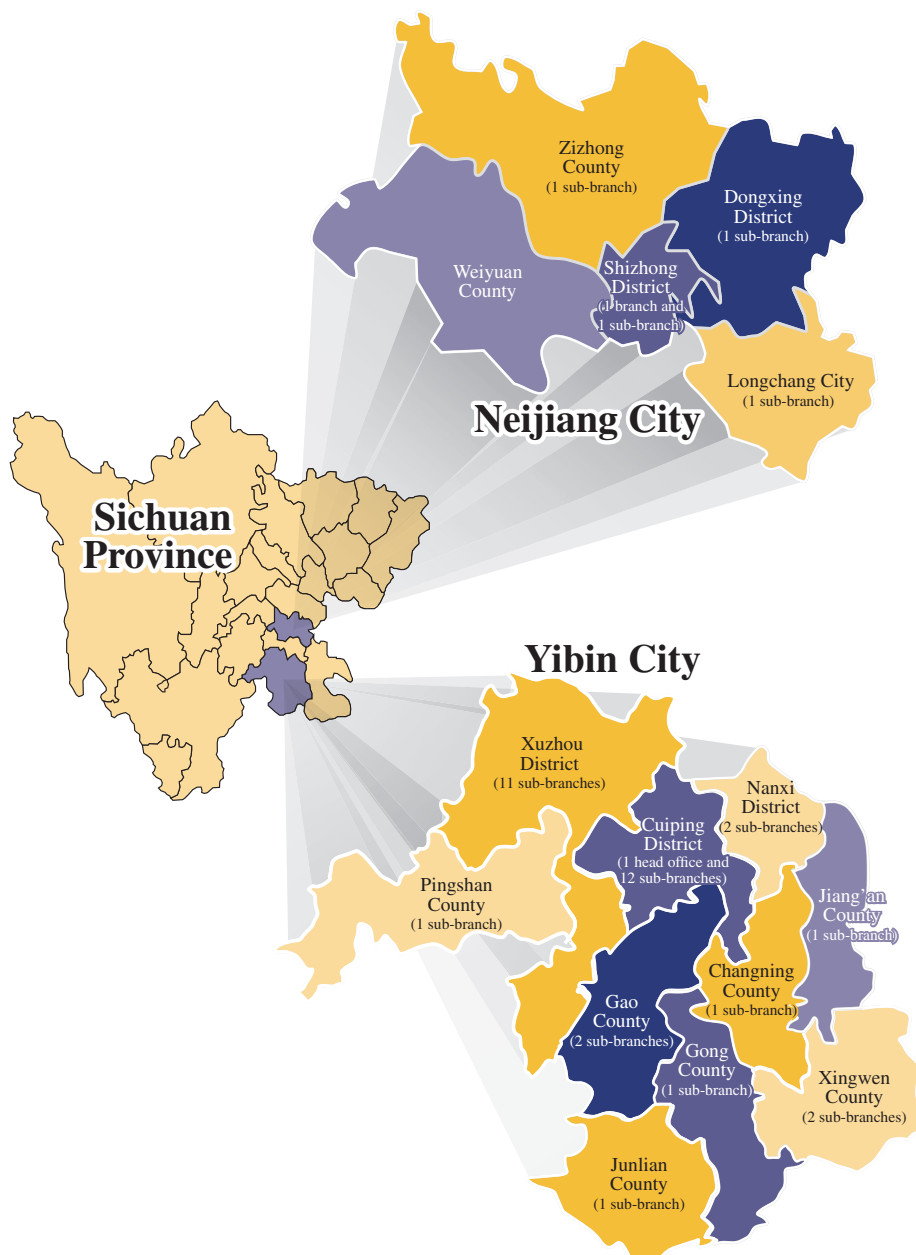 Zizhong
County
(1 sub-branch)
Dongxing
District
(1 sub-branch)
Weiyuan
County
Shizhong
District
(1 branch and
1 sub-branch)
Longchang City
(1 sub-branch)
Neijiang City
Sichuan
Province
Yibin City
Xuzhou
District
(11 sub-branches)
Nanxi
District
(2 sub-branches)
Cuiping
District
(1 head office and
12 sub-branches)
Pingshan
County
(1 sub-branch)
Jiang'an
County
(1 sub-branch)
Changning
County
(1 sub-branch)
Gao
County
(2 sub-branches)
Gong
County
(1 sub-branch)
Xingwen
County
(2 sub-branches)
Junlian
County
(1 sub-branch)